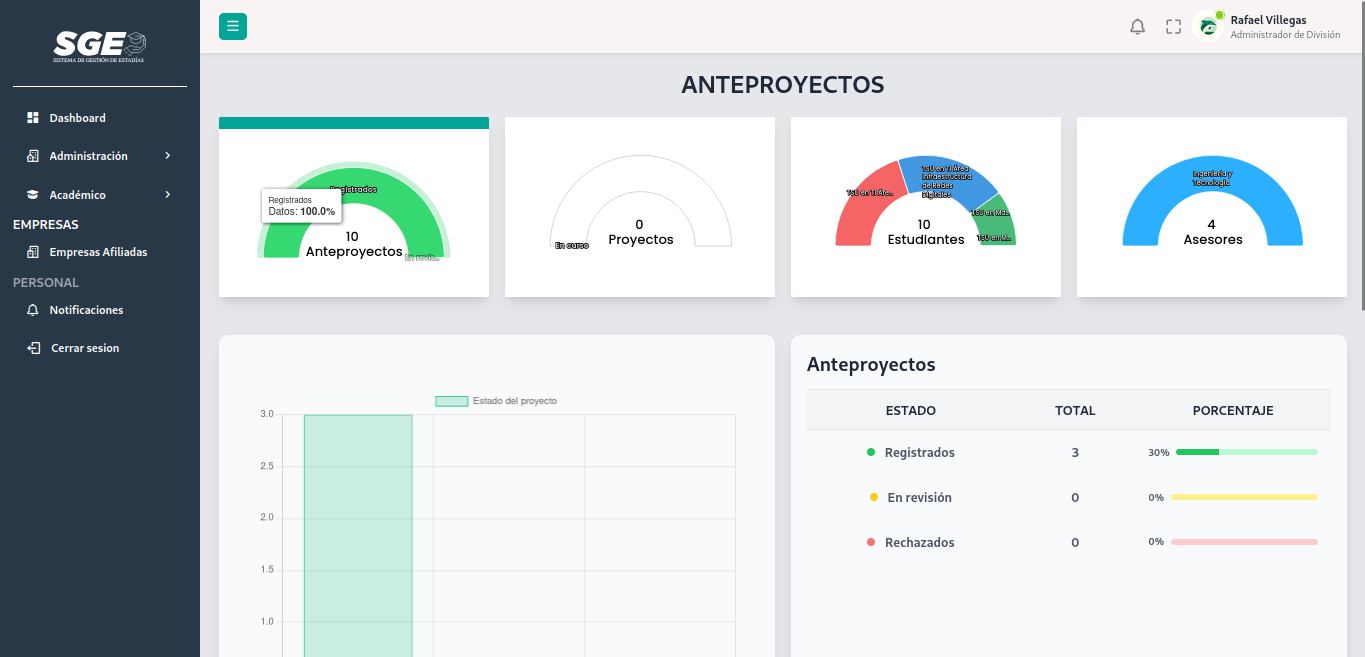 SGE
SISTEMA DE GESTIÓN DE ESTADÍAS
Dashboard
Administración
Académico
EMPRESAS
Empresas Afiliadas
PERSONAL
Notificaciones
Cerrar sesion
Rafael Villegas
Administrador de División
ANTEPROYECTOS
Registrados
Registrados
Datos: 100.0%
10
Anteproyectos
En revis...
En curso
0
Proyectos
TSU en TI Área...
TSU en TI Área
Infraestructura
de Redes
Digitales
TSU en Ma...
TSU en M...
10
Estudiantes
Ingeniería y
Tecnología
4
Asesores
Estado del proyecto
3.0
2.5
2.0
1.5
1.0
Anteproyectos
ESTADO TOTAL PORCENTAJE
Registrados 3 30%
En revisión 0 0%
Rechazados 0 0%